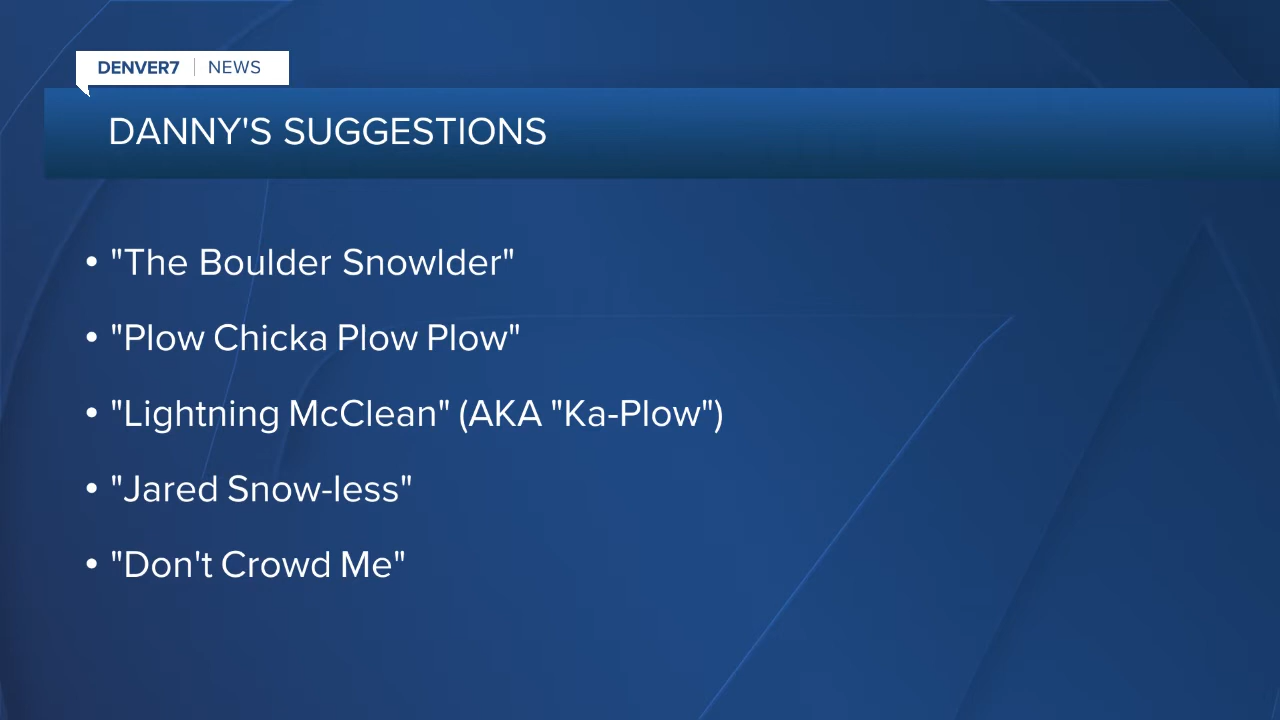 DENVER7 | NEWS
DANNY'S SUGGESTIONS
• "The Boulder Snowlder"
• "Plow Chicka Plow Plow"
• "Lightning McClean" (AKA "Ka-Plow")
• "Jared Snow-less"
• "Don't Crowd Me"